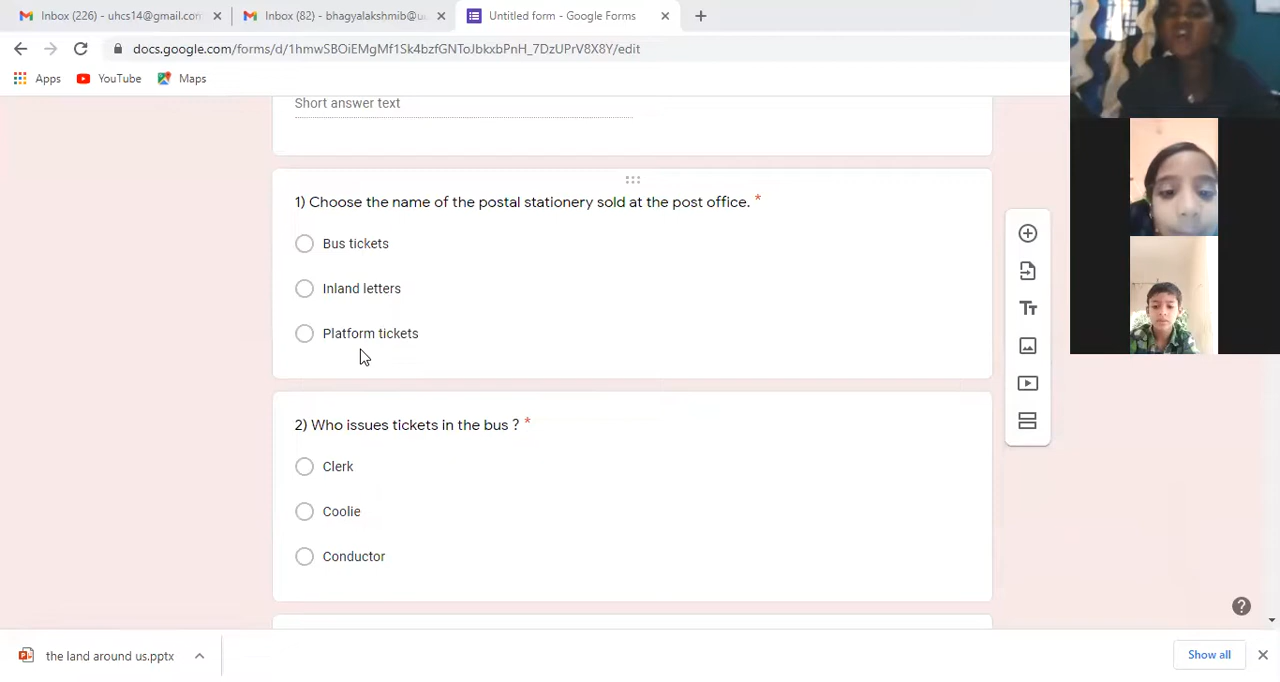 Inbox (226) - uhcs14@gmail.com
Inbox (82) - bhagyalakshmib@u
Untitled form - Google Forms
docs.google.com/forms/d/1hmwSBOiEMgMf1Sk4bzfGNToJbkxbPnH_7DzUPrV8X8Y/edit
Apps
YouTube
Maps
Short answer text
1) Choose the name of the postal stationery sold at the post office. *
Bus tickets
Inland letters
Platform tickets
2) Who issues tickets in the bus ? *
Clerk
Coolie
Conductor
the land around us.pptx
Show all